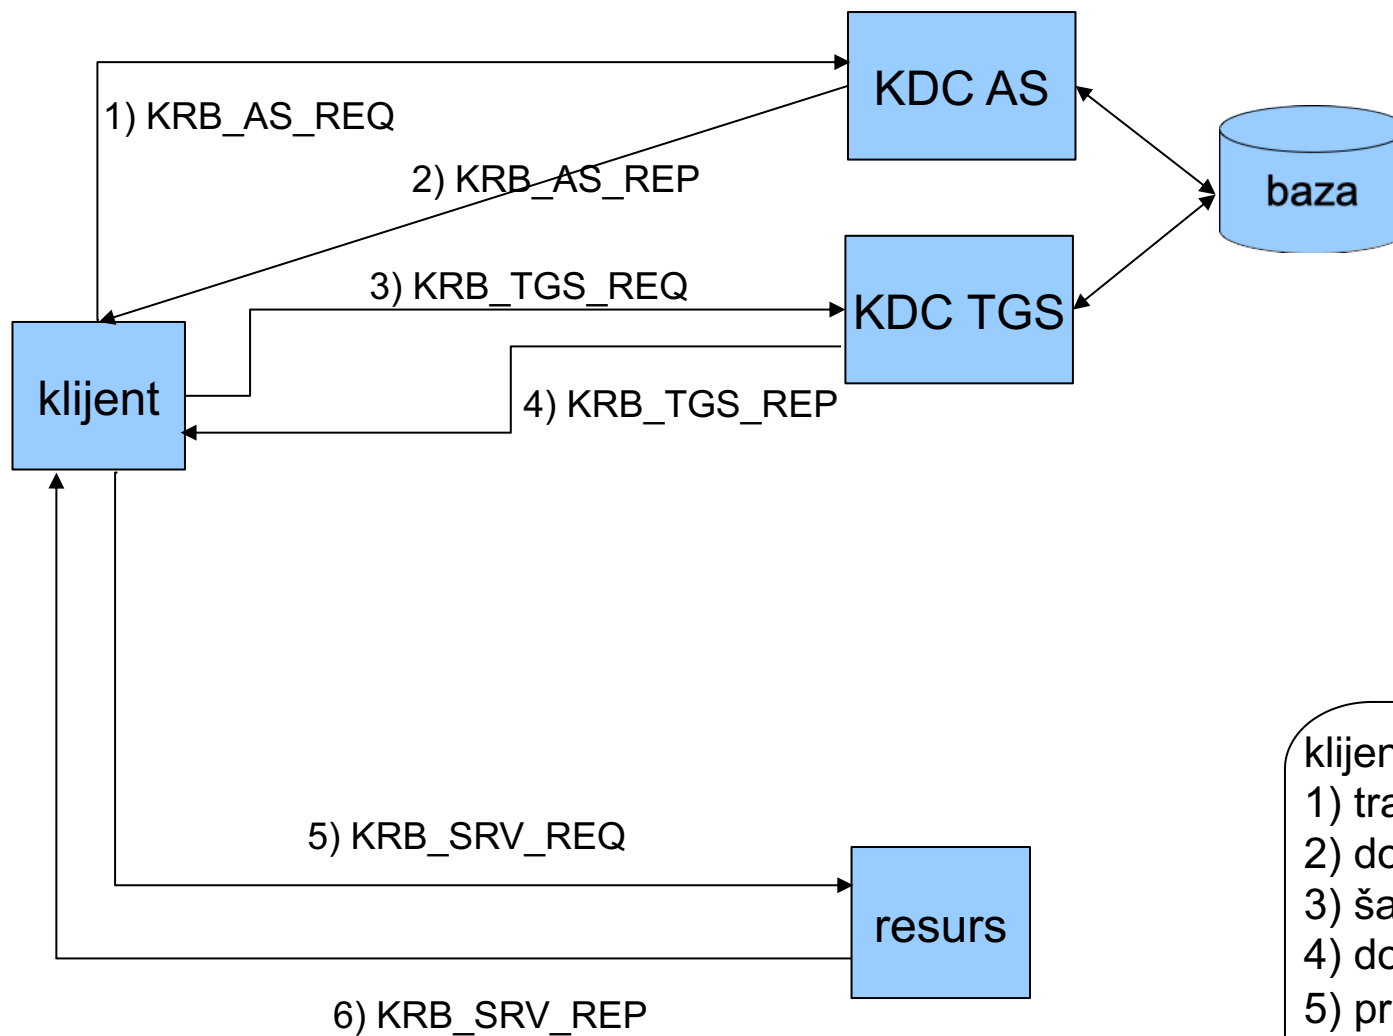 KDC AS
1) KRB_AS_REQ
2) KRB_AS_REP
baza
3) KRB_TGS_REQ
KDC TGS
klijent
4) KRB_TGS_REP
5) KRB_SRV_REQ
resurs
6) KRB_SRV_REP
1)
2)
3)
4)
5)